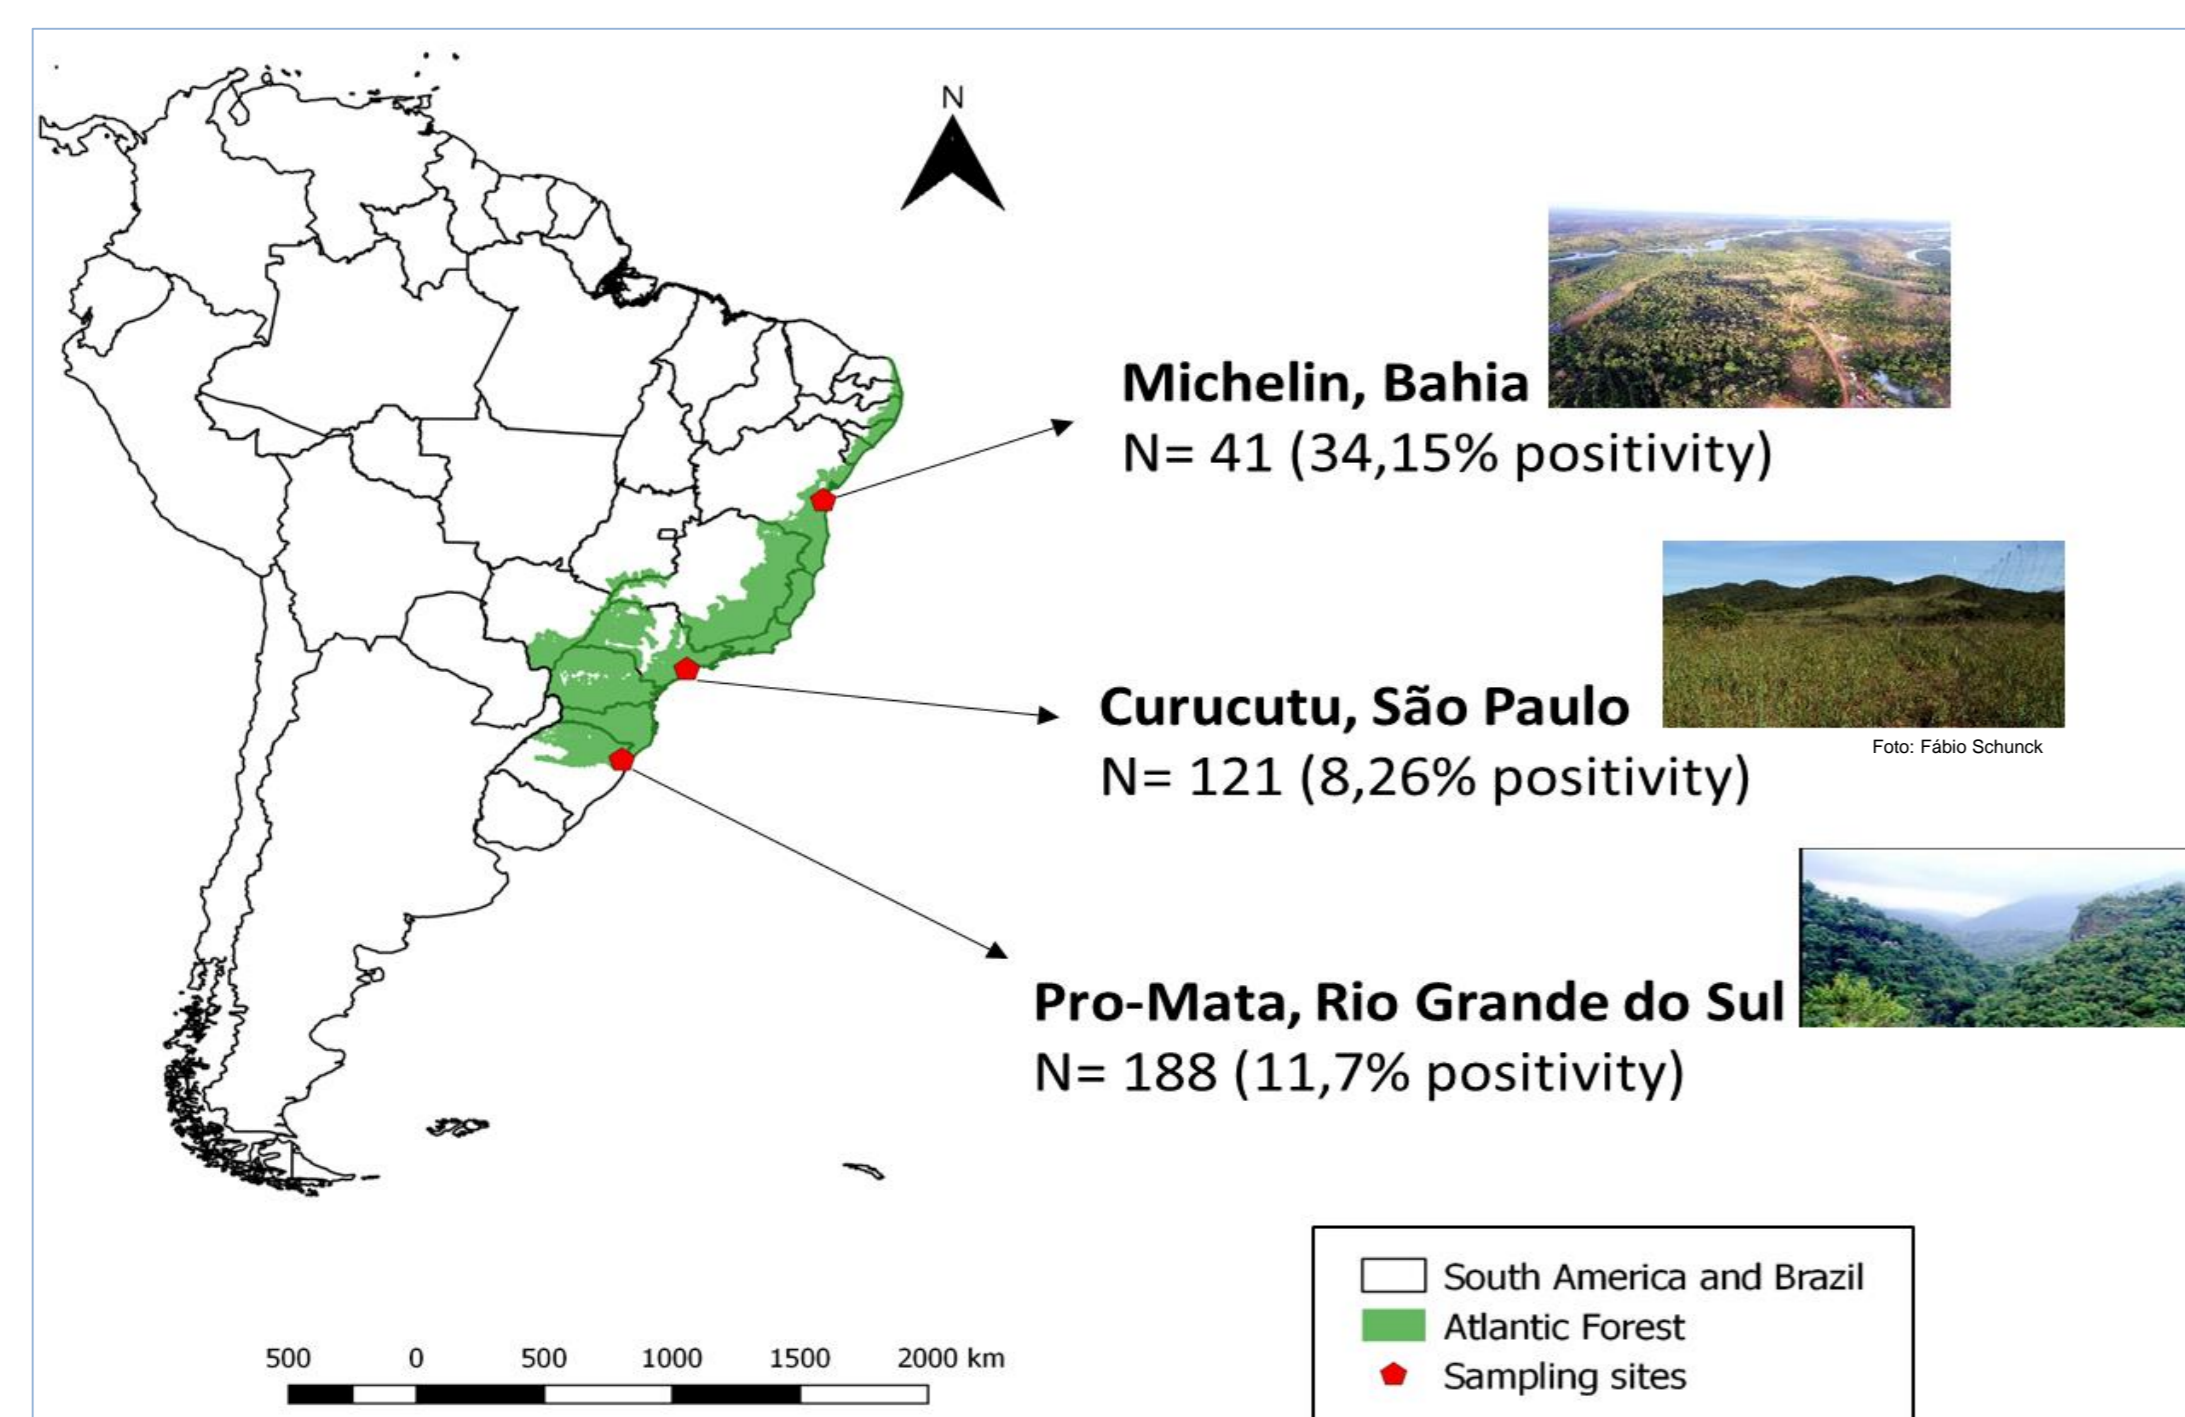 N
Michelin, Bahia
N= 41 (34,15% positivity)
Curucutu, São Paulo
Foto: Fábio Schunck
N= 121 (8,26% positivity)
Pro-Mata, Rio Grande do Sul
N= 188 (11,7% positivity)
South America and Brazil
Atlantic Forest
Sampling sites
500 0 500 1000 1500 2000 km